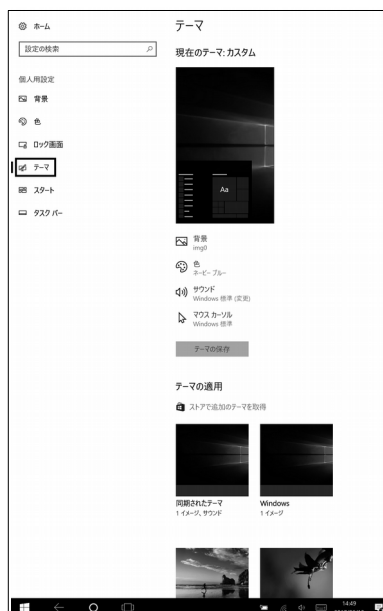 ホーム
設定の検索
個人用設定
背景
色
ロック画面
テーマ
スタート
タスク バー
テーマ
現在のテーマ: カスタム
Aa
背景
img0
色
ネービー ブルー
サウンド
Windows 標準 (変更)
マウス カーソル
Windows 標準
テーマの保存
テーマの適用
ストアで追加のテーマを取得
同期されたテーマ
1 イメージ、サウンド
Windows
1 イメージ
14:49